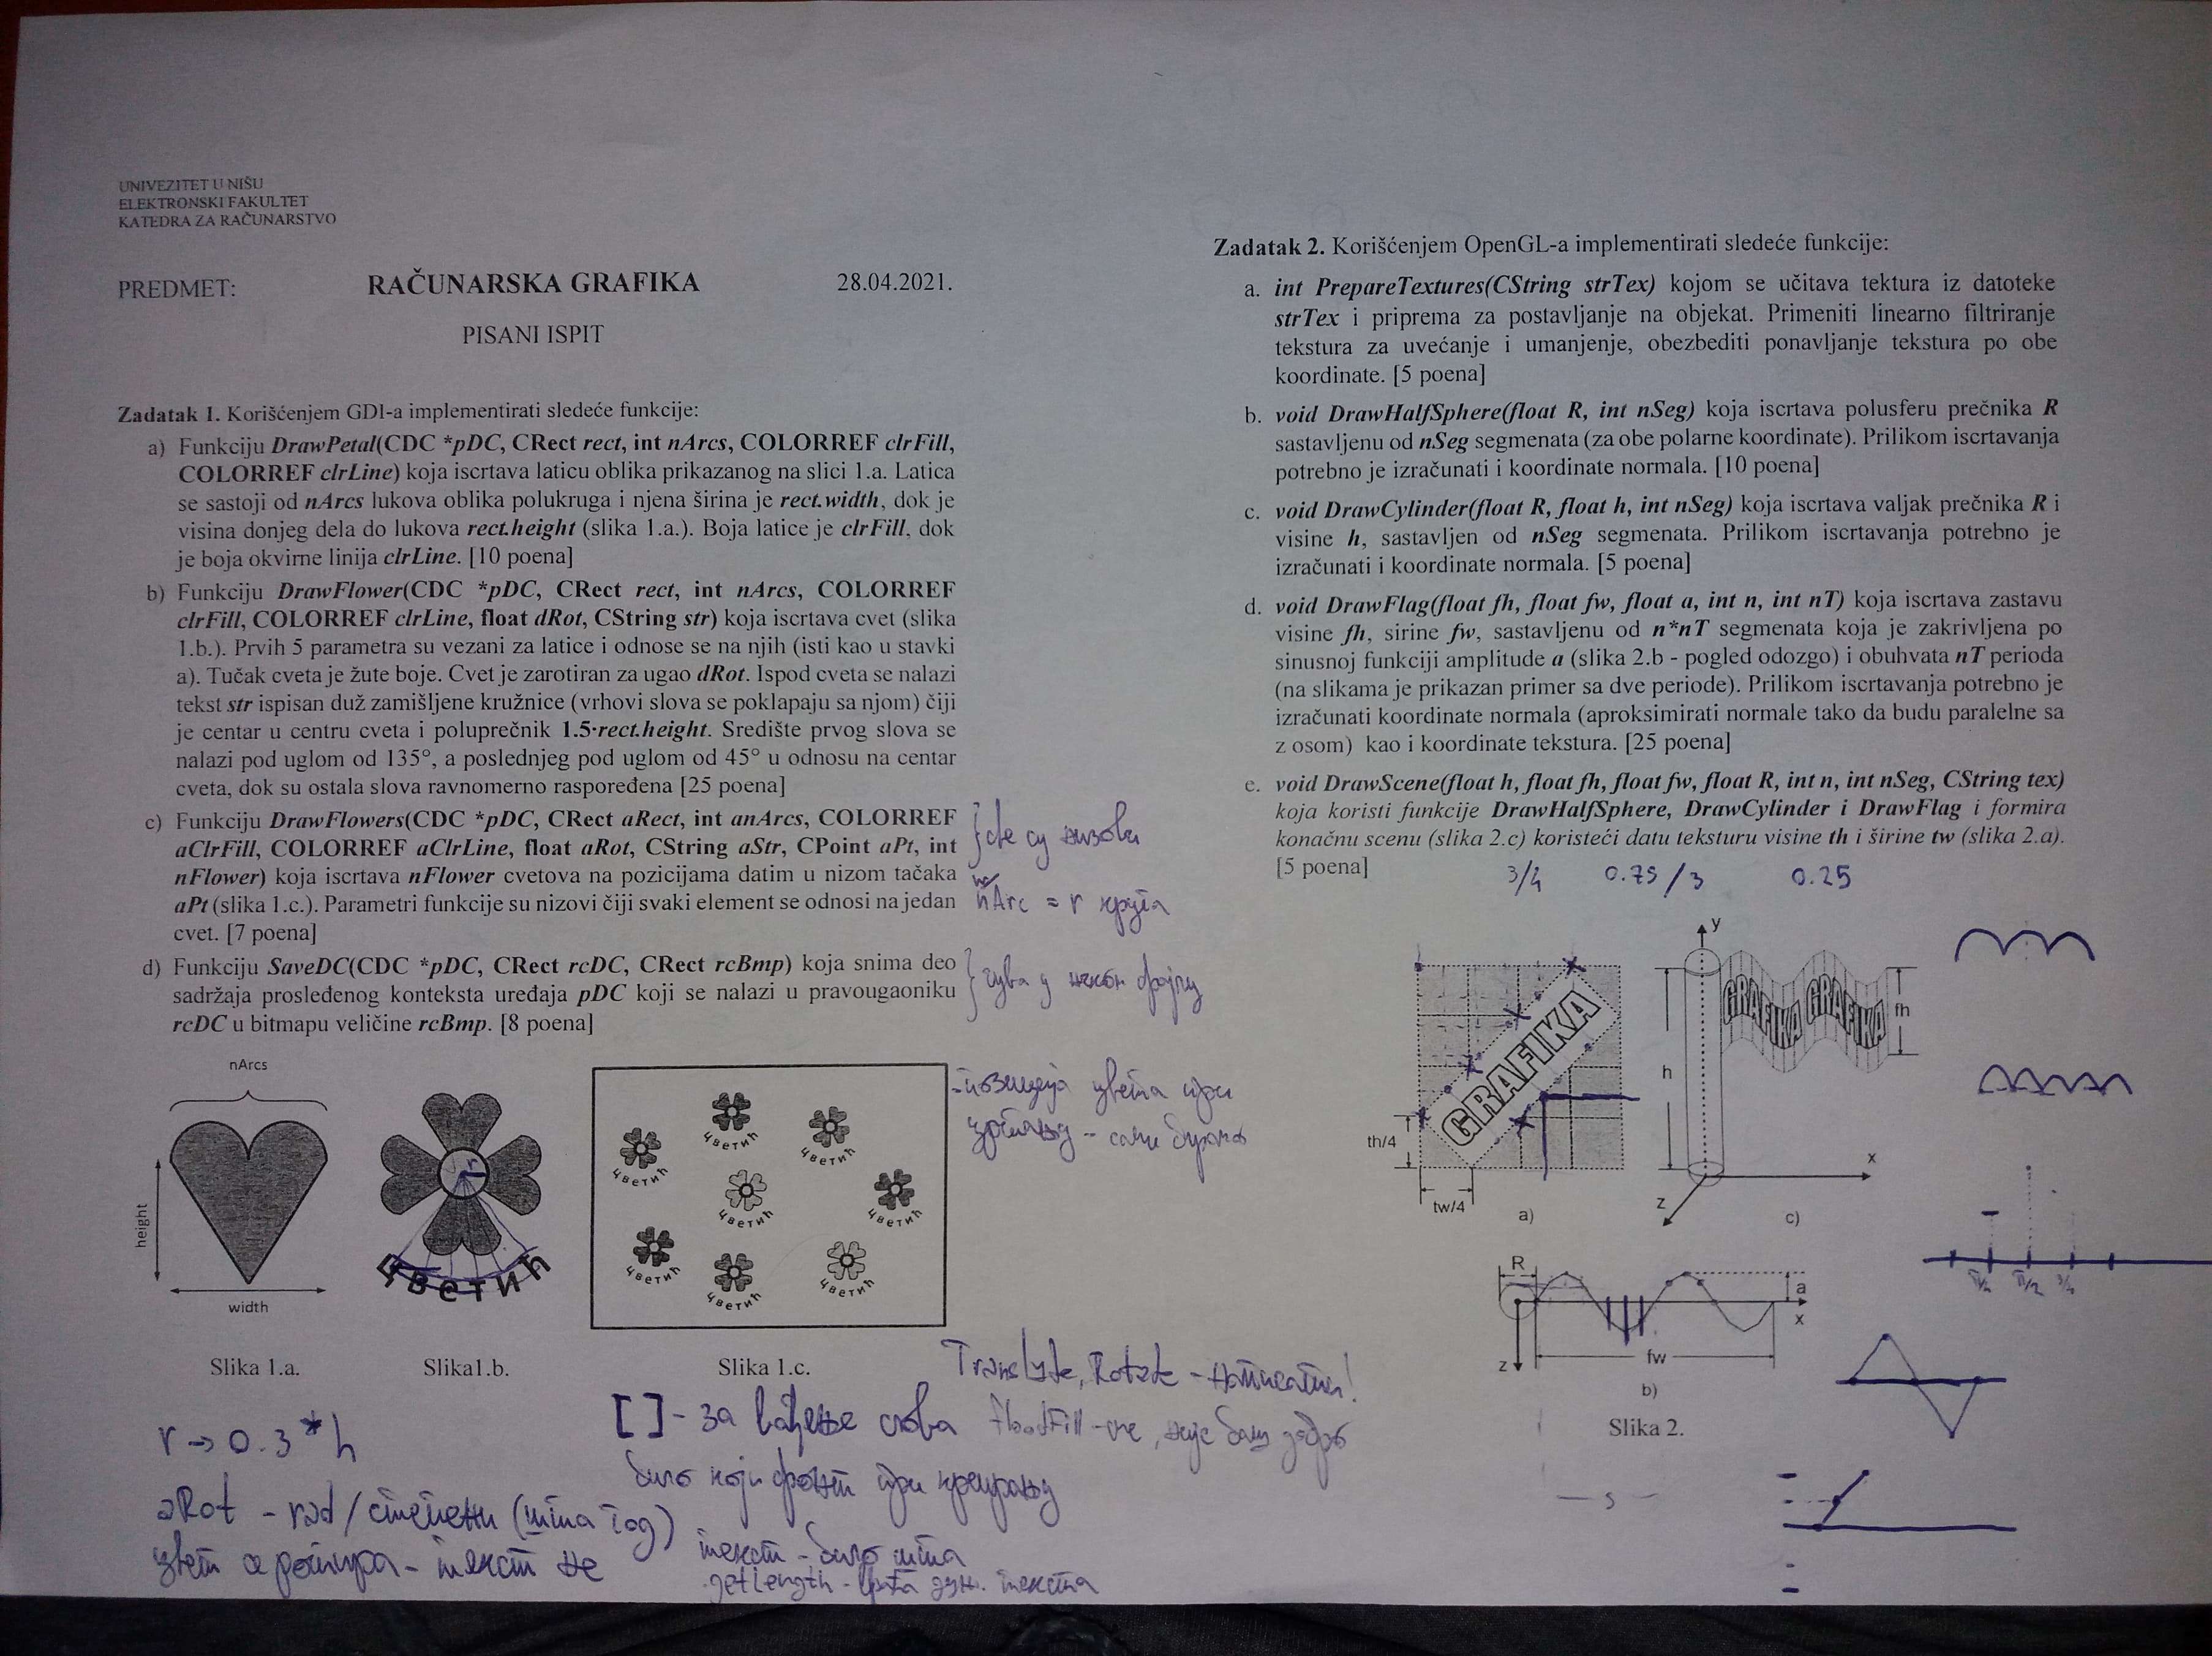 UNIVEZITET U NIŠU
ELEKTRONSKI FAKULTET
KATEDRA ZA RAČUNARSTVO
PREDMET: RAČUNARSKA GRAFIKA 28.04.2021.
PISANI ISPIT
Zadatak 1. Korišćenjem GDI-a implementirati sledeće funkcije:
a) Funkciju DrawPetal(CDC *pDC, CRect rect, int nArcs, COLORREF clrFill,
COLORREF clrLine) koja iscrtava laticu oblika prikazanog na slici 1.a. Latica
se sastoji od nArcs lukova oblika polukruga i njena širina je rect.width, dok je
visina donjeg dela do lukova rect.height (slika 1.a.). Boja latice je clrFill, dok
je boja okvirne linija clrLine. [10 poena]
b) Funkciju DrawFlower(CDC *pDC, CRect rect, int nArcs, COLORREF
clrFill, COLORREF clrLine, float dRot, CString str) koja iscrtava cvet (slika
1.b.). Prvih 5 parametra su vezani za latice i odnose se na njih (isti kao u stavki
a). Tučak cveta je žute boje. Cvet je zarotiran za ugao dRot. Ispod cveta se nalazi
tekst str ispisan duž zamišljene kružnice (vrhovi slova se poklapaju sa njom) čiji
je centar u centru cveta i poluprečnik 1.5·rect.height. Središte prvog slova se
nalazi pod uglom od 135°, a poslednjeg pod uglom od 45° u odnosu na centar
cveta, dok su ostala slova ravnomerno raspoređena [25 poena]
c) Funkciju DrawFlowers(CDC *pDC, CRect aRect, int anArcs, COLORREF
aClrFill, COLORREF aClrLine, float aRot, CString aStr, CPoint aPt, int
nFlower) koja iscrtava nFlower cvetova na pozicijama datim u nizom tačaka
aPt (slika 1.c.). Parametri funkcije su nizovi čiji svaki element se odnosi na jedan
cvet. [7 poena]
све су низови
nArc = r круга
d) Funkciju SaveDC(CDC *pDC, CRect rcDC, CRect rcBmp) koja snima deo
sadržaja prosleđenog konteksta uređaja pDC koji se nalazi u pravougaoniku
rcDC u bitmapu veličine rcBmp. [8 poena]
чува у неком фајлу
nArcs
height
width
r
Цветић
цветић
цветић
цветић
цветић
цветић
цветић
цветић
цветић
- позиција цвета при
цртању - сами бирамо
Slika 1.a. Slika1.b. Slika 1.c.
Translate, Rotate - написати!
r → 0.3 * h
[ ] - за вађење слова FloodFill - не, није баш добро
било који фонт при креирању
aRot - rad / степени (типа
цвет се ротира - текст не
текст - било шта
getLength - враћа дуж. текста
Zadatak 2. Korišćenjem OpenGL-a implementirati sledeće funkcije:
a. int PrepareTextures(CString strTex) kojom se učitava tektura iz datoteke
strTex i priprema za postavljanje na objekat. Primeniti linearno filtriranje
tekstura za uvećanje i umanjenje, obezbediti ponavljanje tekstura po obe
koordinate. [5 poena]
b. void DrawHalfSphere(float R, int nSeg) koja iscrtava polusferu prečnika R
sastavljenu od nSeg segmenata (za obe polarne koordinate). Prilikom iscrtavanja
potrebno je izračunati i koordinate normala. [10 poena]
c. void DrawCylinder(float R, float h, int nSeg) koja iscrtava valjak prečnika R i
visine h, sastavljen od nSeg segmenata. Prilikom iscrtavanja potrebno je
izračunati i koordinate normala. [5 poena]
d. void DrawFlag(float fh, float fw, float a, int n, int nT) koja iscrtava zastavu
visine fh, sirine fw, sastavljenu od n*nT segmenata koja je zakrivljena po
sinusnoj funkciji amplitude a (slika 2.b - pogled odozgo) i obuhvata nT perioda
(na slikama je prikazan primer sa dve periode). Prilikom iscrtavanja potrebno je
izračunati koordinate normala (aproksimirati normale tako da budu paralelne sa
z osom) kao i koordinate tekstura. [25 poena]
e. void DrawScene(float h, float fh, float fw, float R, int n, int nSeg, CString tex)
koja koristi funkcije DrawHalfSphere, DrawCylinder i DrawFlag i formira
konačnu scenu (slika 2.c) koristeći datu teksturu visine th i širine tw (slika 2.a).
[5 poena]
3/4 0.75/3 0.25
GRAFIKA
th/4
tw/4
a)
y
GRAFIKA GRAFIKA
fh
h
x
z
c)
R
a
x
z
fw
b)
Slika 2.
π/2
s